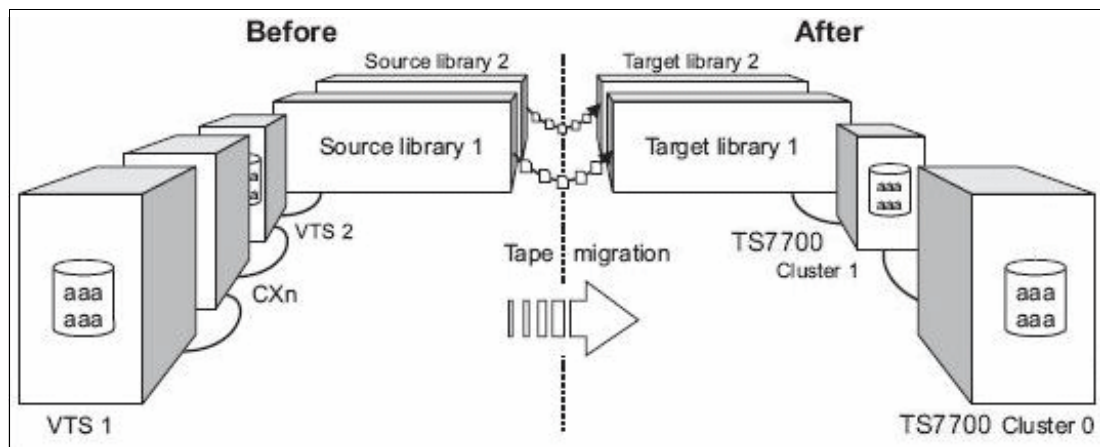 Before
After
Source library 2
Target library 2
Source library 1
Target library 1
VTS 2
CXn
aaa
aaa
VTS 1
Tape migration
TS7700
Cluster 1
aaa
aaa
aaa
aaa
TS7700 Cluster 0